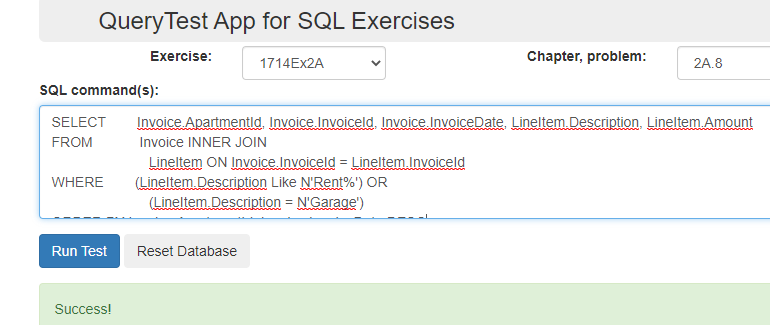 QueryTest App for SQL Exercises
Exercise: 1714Ex2A Chapter, problem: 2A.8
SQL command(s):
SELECT Invoice.ApartmentId, Invoice.InvoiceId, Invoice.InvoiceDate, LineItem.Description, LineItem.Amount
FROM Invoice INNER JOIN
LineItem ON Invoice.InvoiceId = LineItem.InvoiceId
WHERE (LineItem.Description Like N'Rent%') OR
(LineItem.Description = N'Garage')
Run Test Reset Database
Success!